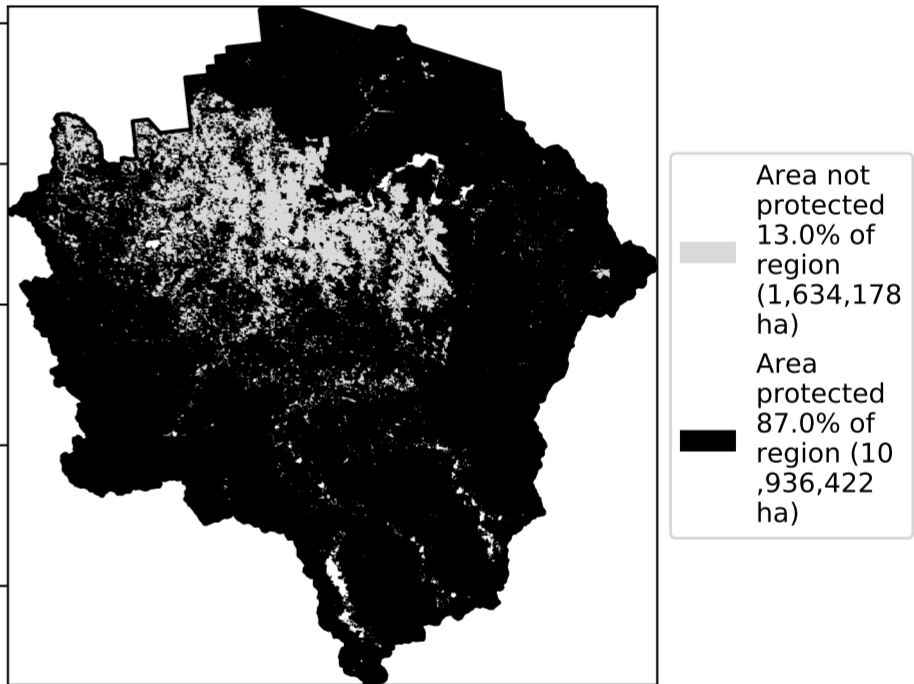 Area not
protected
13.0% of
region
(1,634,178
ha)
Area
protected
87.0% of
region (10
,936,422
ha)